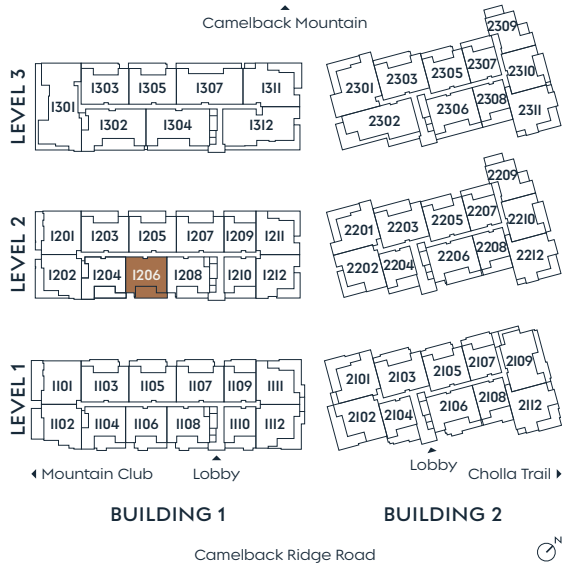 Camelback Mountain
LEVEL 3
1301 1303 1305 1307 1311
1302 1304 1312
2301 2303 2305 2307 2309 2310
2302 2306 2308 2311
LEVEL 2
1201 1203 1205 1207 1209 1211
1202 1204 1206 1208 1210 1212
2201 2203 2205 2207 2209 2210
2202 2204 2206 2208 2212
LEVEL 1
1101 1103 1105 1107 1109 1111
1102 1104 1106 1108 1110 1112
2101 2103 2105 2107 2109
2102 2104 2106 2108 2112
Mountain Club
Lobby
Lobby
Cholla Trail
BUILDING 1
BUILDING 2
Camelback Ridge Road
N